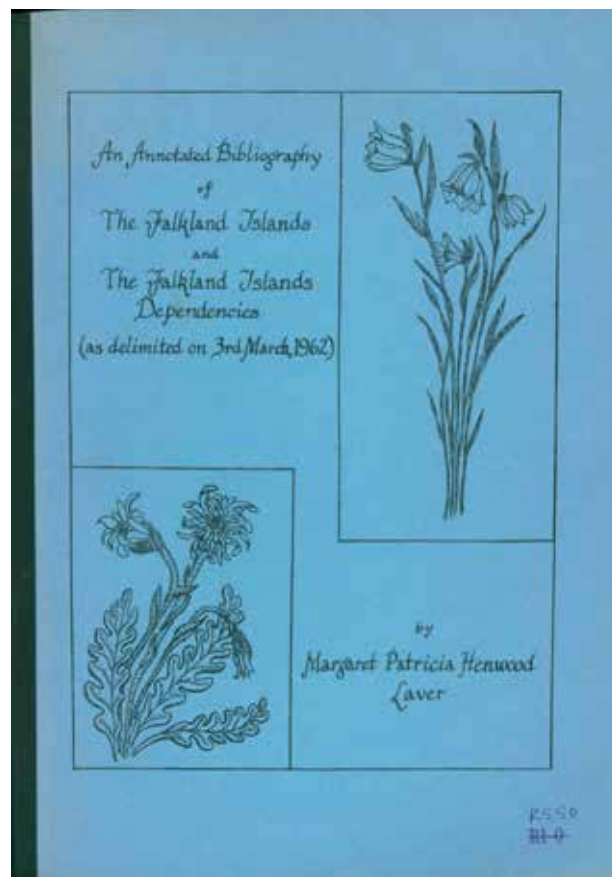 An Annotated Bibliography
of
The Falkland Islands
and
The Falkland Islands
Dependencies
(as delimited on 3rd March, 1962)
by
Margaret Patricia Henwood
Laver
R550